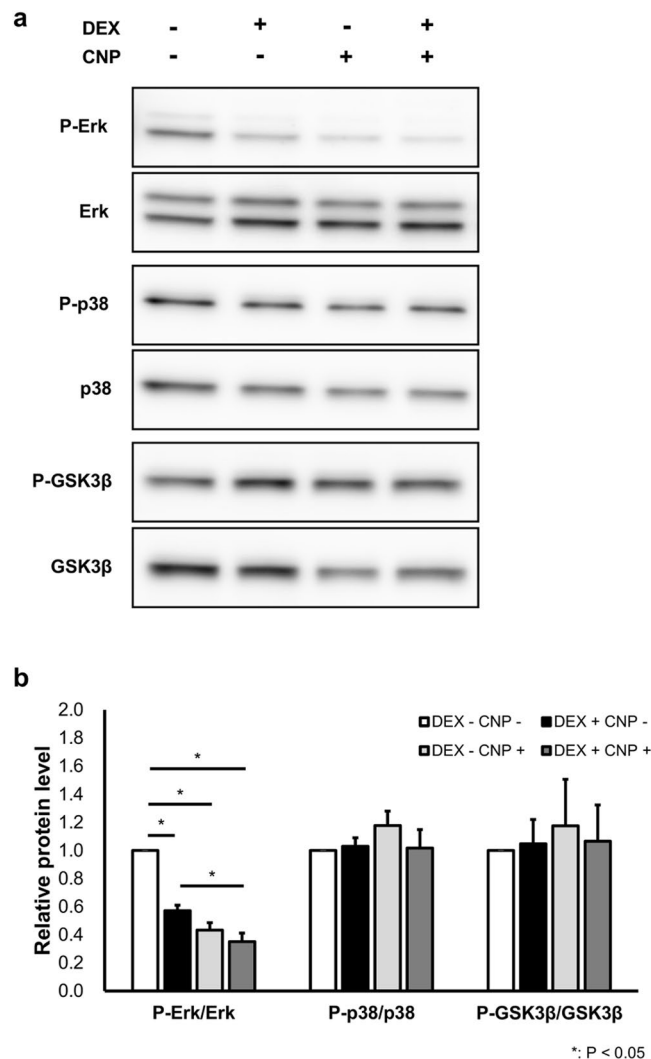 a
DEX - + - +
CNP - - + +
P-Erk
Erk
P-p38
p38
P-GSK3β
GSK3β
b
Relative protein level
2.0
1.8
1.6
1.4
1.2
1.0
0.8
0.6
0.4
0.2
0.0
DEX - CNP - DEX + CNP -
DEX - CNP + DEX + CNP +
*
*
*
*
P-Erk/Erk P-p38/p38 P-GSK3β/GSK3β
*: P < 0.05